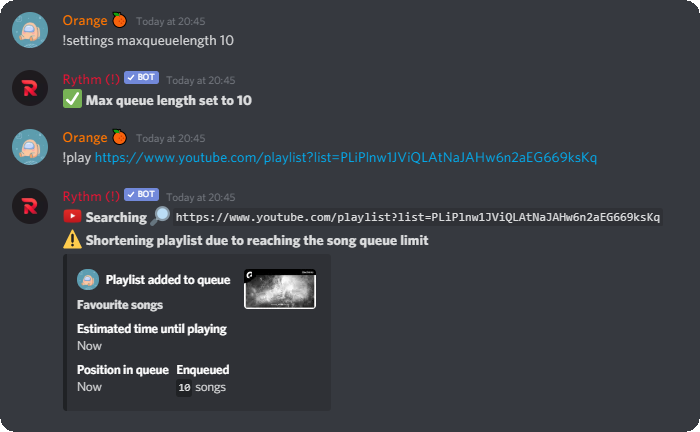 Orange 🍊 Today at 20:45
!settings maxqueuelength 10
Rythm (!) ✓ BOT Today at 20:45
✅ Max queue length set to 10
Orange 🍊 Today at 20:45
!play https://www.youtube.com/playlist?list=PLiPlnw1JViQLAtNaJAHw6n2aEG669ksKq
Rythm (!) ✓ BOT Today at 20:45
Searching 🔎 https://www.youtube.com/playlist?list=PLiPlnw1JViQLAtNaJAHw6n2aEG669ksKq
⚠️ Shortening playlist due to reaching the song queue limit
Playlist added to queue
Favourite songs
Estimated time until playing
Now
Position in queue Enqueued
Now 10 songs